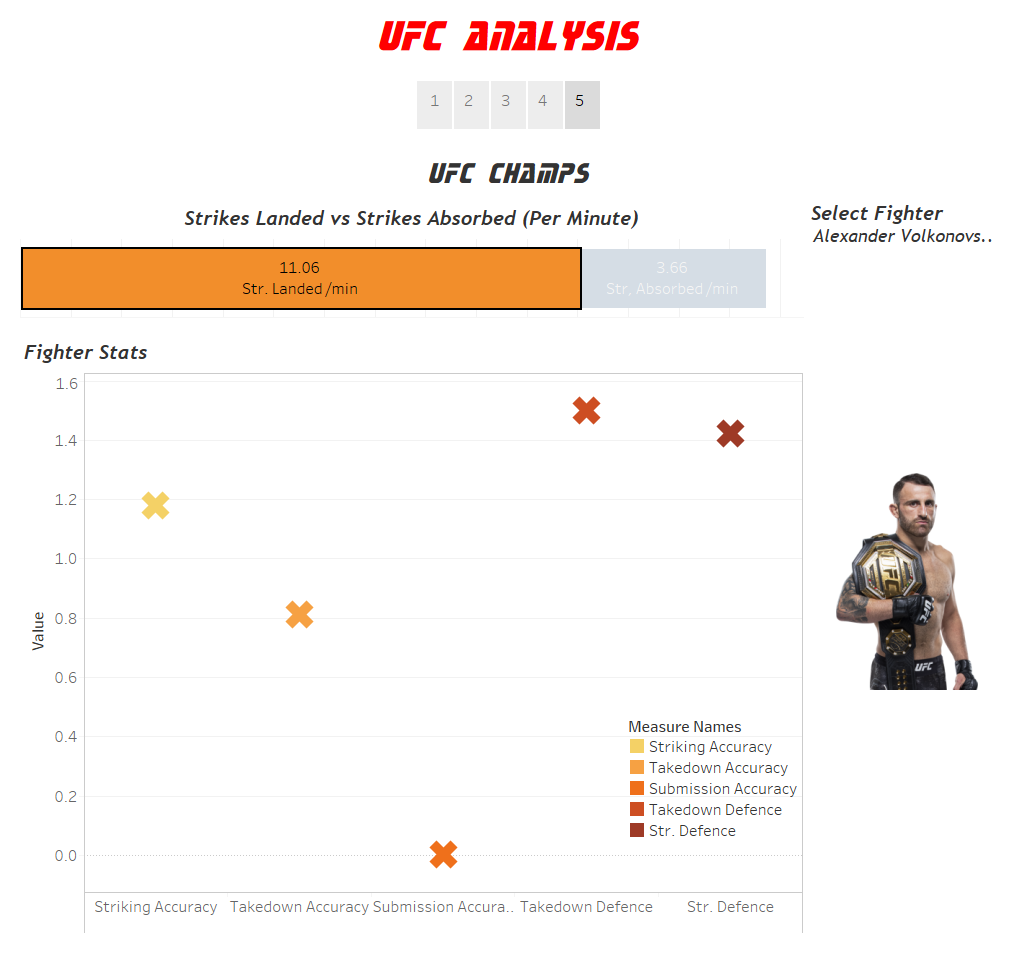 UFC ANALYSIS
1 2 3 4 5
UFC CHAMPS
Strikes Landed vs Strikes Absorbed (Per Minute)
Select Fighter
Alexander Volkonovs..
11.06
Str. Landed /min
3.66
Str, Absorbed /min
Fighter Stats
1.6
1.4
1.2
1.0
0.8
0.6
0.4
0.2
0.0
Value
Measure Names
Striking Accuracy
Takedown Accuracy
Submission Accuracy
Takedown Defence
Str. Defence
Striking Accuracy Takedown Accuracy Submission Accura.. Takedown Defence Str. Defence
UFC
UFC
UFC